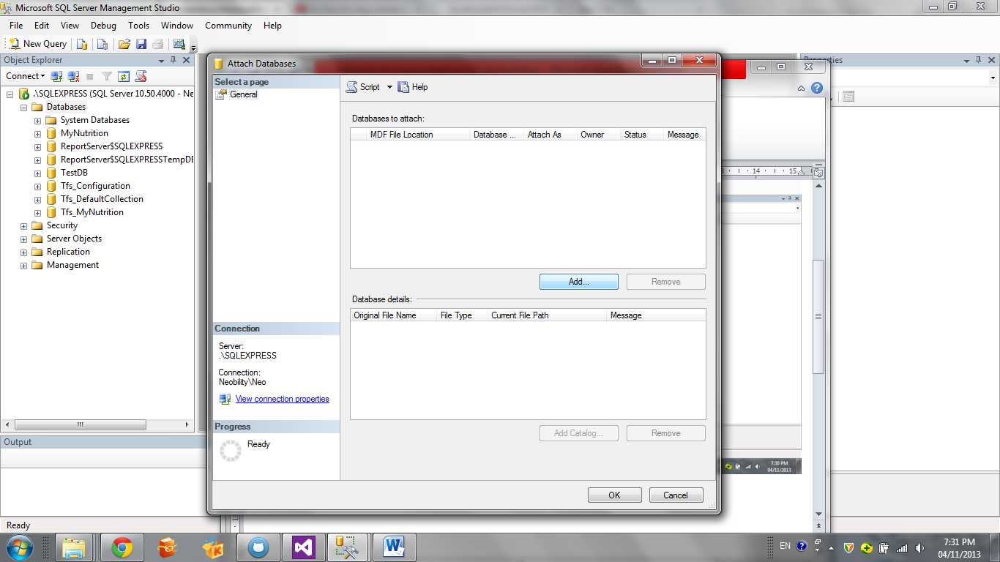 Microsoft SQL Server Management Studio
File Edit View Debug Tools Window Community Help
New Query
Object Explorer
Connect
.\SQLEXPRESS (SQL Server 10.50.4000 - Ne
Databases
System Databases
MyNutrition
ReportServer$SQLEXPRESS
ReportServer$SQLEXPRESSTempDB
TestDB
Tfs_Configuration
Tfs_DefaultCollection
Tfs_MyNutrition
Security
Server Objects
Replication
Management
Output
Ready
Attach Databases
Select a page
General
Script Help
Databases to attach:
MDF File Location Database ... Attach As Owner Status Message
Add... Remove
Database details:
Original File Name File Type Current File Path Message
Add Catalog... Remove
Connection
Server:
.\SQLEXPRESS
Connection:
Neobility\Neo
View connection properties
Progress
Ready
OK Cancel
Properties
14 15
7:30 PM
04/11/2013
EN
7:31 PM
04/11/2013